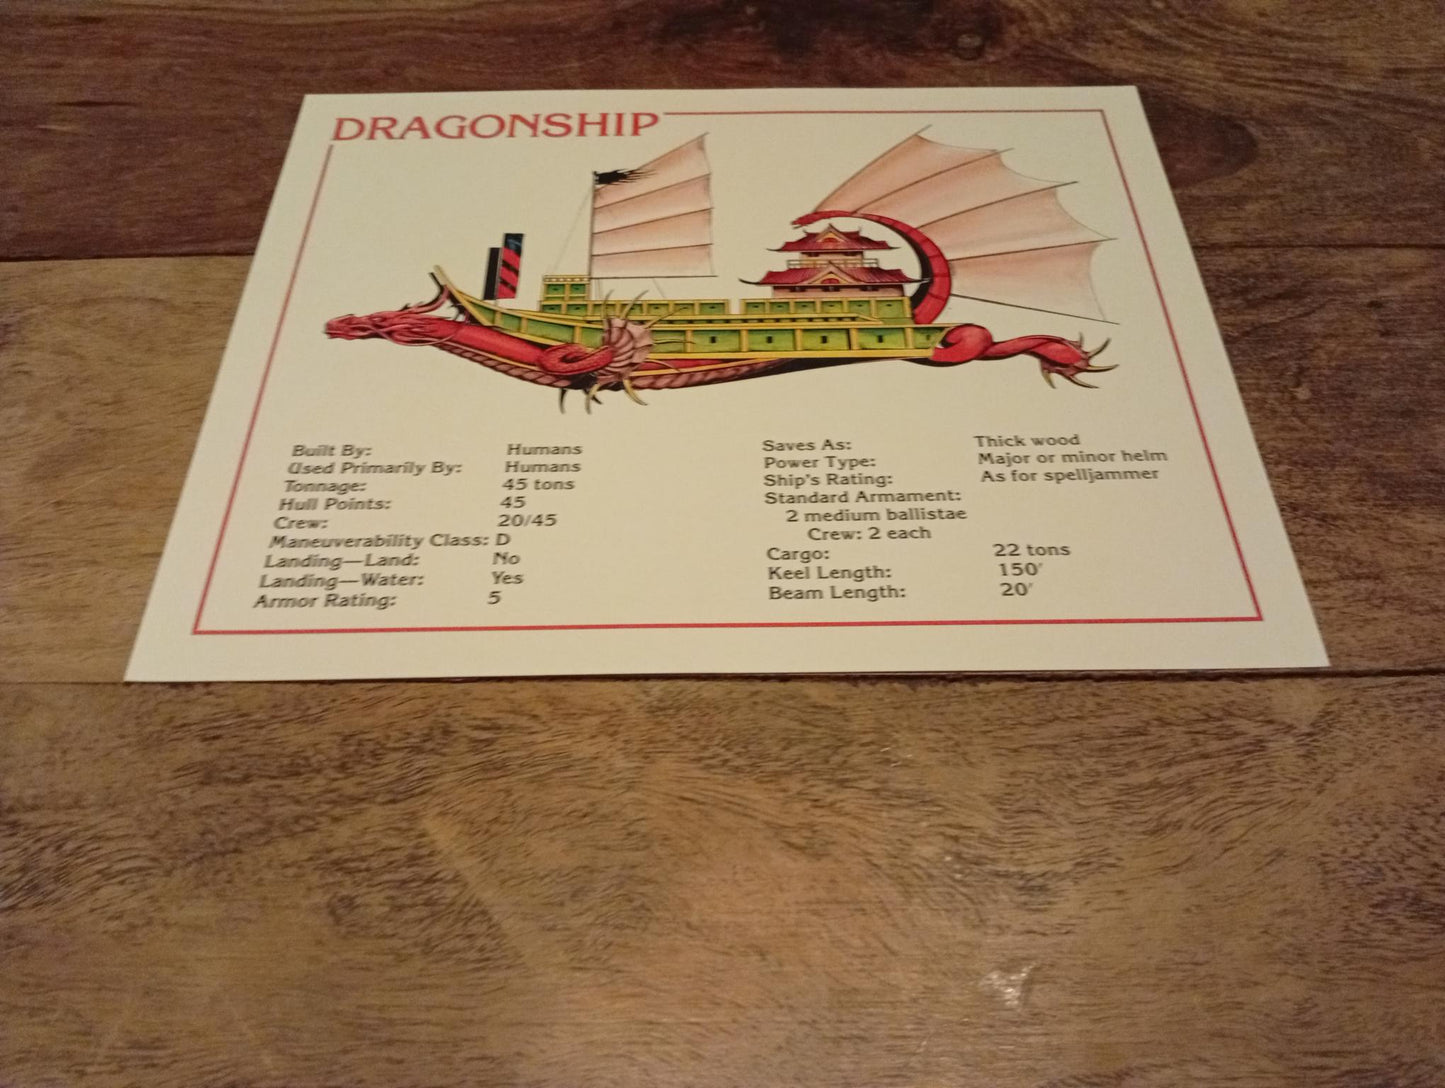 DRAGONSHIP
Built By: Humans
Used Primarily By: Humans
Tonnage: 45 tons
Hull Points: 45
Crew: 20/45
Maneuverability Class: D
Landing—Land: No
Landing—Water: Yes
Armor Rating: 5
Saves As: Thick wood
Power Type: Major or minor helm
Ship's Rating: As for spelljammer
Standard Armament:
2 medium ballistae
Crew: 2 each
Cargo: 22 tons
Keel Length: 150'
Beam Length: 20'